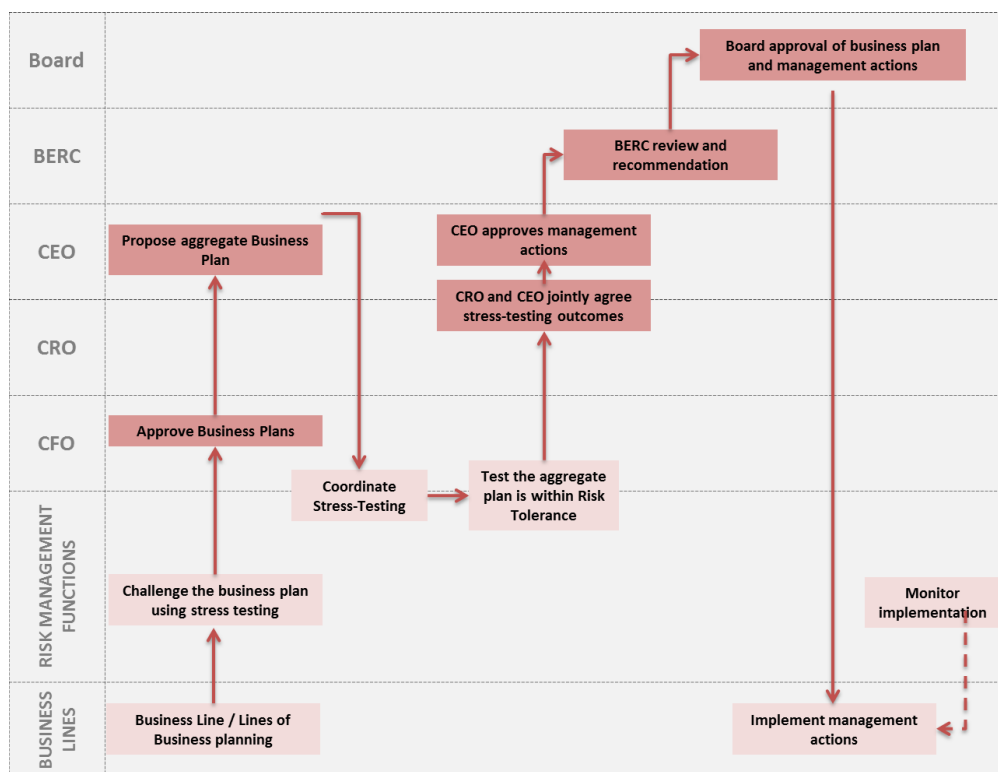 Board
Board approval of business plan
and management actions
BERC
BERC review and
recommendation
CEO
Propose aggregate Business
Plan
CEO approves management
actions
CRO and CEO jointly agree
stress-testing outcomes
CRO
CFO
Approve Business Plans
Coordinate
Stress-Testing
Test the aggregate
plan is within Risk
Tolerance
RISK MANAGEMENT
FUNCTIONS
Challenge the business plan
using stress testing
Monitor
implementation
BUSINESS
LINES
Business Line / Lines of
Business planning
Implement management
actions